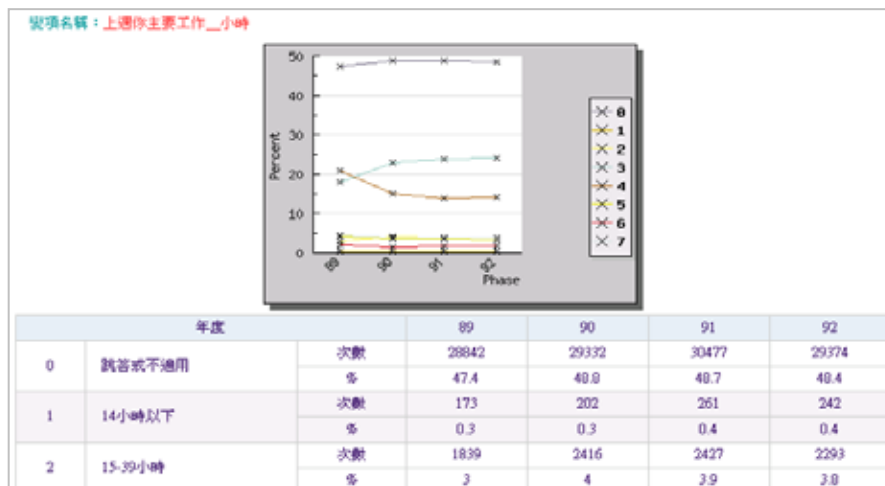 變項名稱：上週你主要工作__小時
50
40
30
20
10
0
Percent
89
90
91
92
Phase
0
1
2
3
4
5
6
7
年度 89 90 91 92
0 跳答或不適用 次數 28842 29332 30477 29374
% 47.4 48.8 48.7 48.4
1 14小時以下 次數 173 202 261 242
% 0.3 0.3 0.4 0.4
2 15-39小時 次數 1839 2416 2427 2293
% 3 4 3.9 3.8